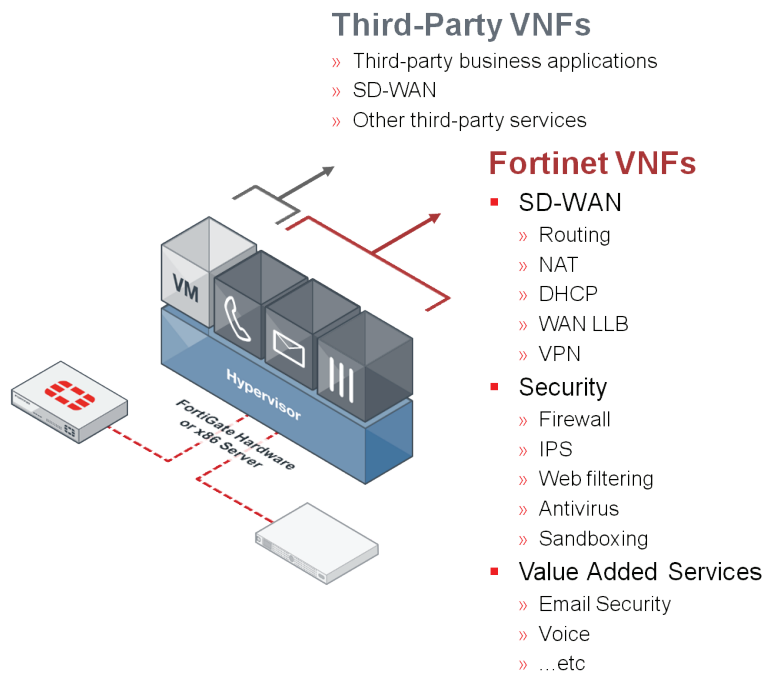 Third-Party VNFs
» Third-party business applications
» SD-WAN
» Other third-party services
Fortinet VNFs
▪ SD-WAN
» Routing
» NAT
» DHCP
» WAN LLB
» VPN
▪ Security
» Firewall
» IPS
» Web filtering
» Antivirus
» Sandboxing
▪ Value Added Services
» Email Security
» Voice
» ...etc
VM
Hypervisor
FortiGate Hardware
or x86 Server